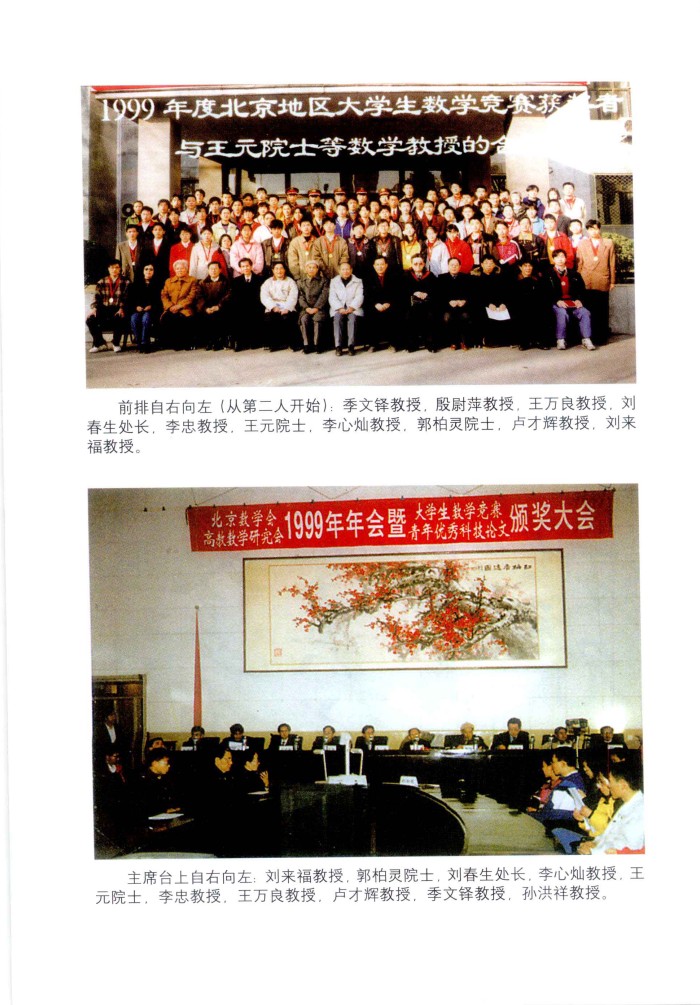 1999 年度北京地区大学生数学竞赛获奖者
与王元院士等数学教授的合
前排自右向左（从第二人开始）：季文铎教授，殷尉萍教授，王万良教授，刘
春生处长，李忠教授，王元院士，李心灿教授，郭柏灵院士，卢才辉教授，刘来
福教授。
北京数学会
高教数学研究会
1999年年会暨
大学生数学竞赛
青年优秀科技论文
颁奖大会
主席台上自右向左：刘来福教授，郭柏灵院士，刘春生处长，李心灿教授，王
元院士，李忠教授，王万良教授，卢才辉教授，季文铎教授，孙洪祥教授。